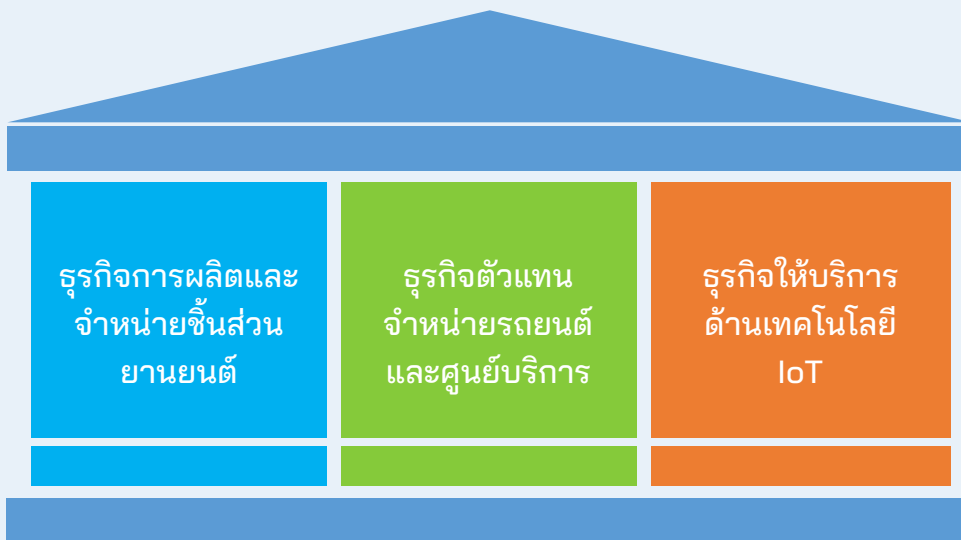 ธุรกิจการผลิตและ
จำหน่ายชิ้นส่วน
ยานยนต์
ธุรกิจตัวแทน
จำหน่ายรถยนต์
และศูนย์บริการ
ธุรกิจให้บริการ
ด้านเทคโนโลยี
IoT